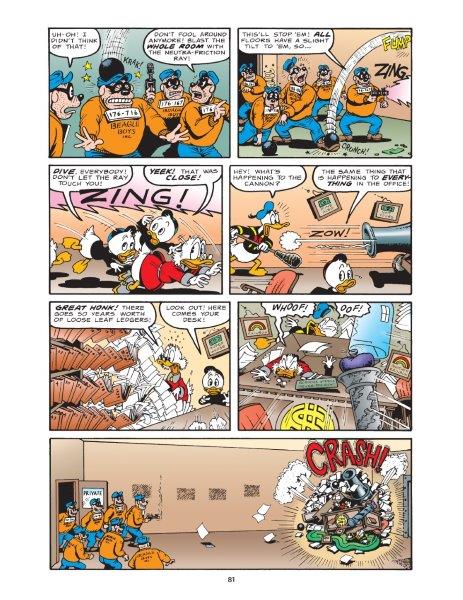 UH-OH! I
DIDN'T THINK
OF THAT!
KRAK!
DON'T FOOL AROUND
ANYMORE! BLAST THE
WHOLE ROOM WITH
THE NEUTRA-FRICTION
RAY!
176-716
176-167
BEAGLE
BOYS
INC.
THIS'LL STOP 'EM! ALL
FLOORS HAVE A SLIGHT
TILT TO 'EM, SO...
FUMP
ZING
CRUNCH!
DIVE, EVERYBODY!
DON'T LET THE RAY
TOUCH YOU!
YEEK! THAT WAS
CLOSE!
ZING!
HEY! WHAT'S
HAPPENING TO THE
CANNON?
THE SAME THING THAT
IS HAPPENING TO EVERY-
THING IN THE OFFICE!
ZOW!
GREAT HONK! THERE
GOES 50 YEARS WORTH
OF LOOSE LEAF LEDGERS!
LOOK OUT! HERE
COMES YOUR
DESK!
WHOOF!
OOF!
$
CRASH!
PRIVATE
81